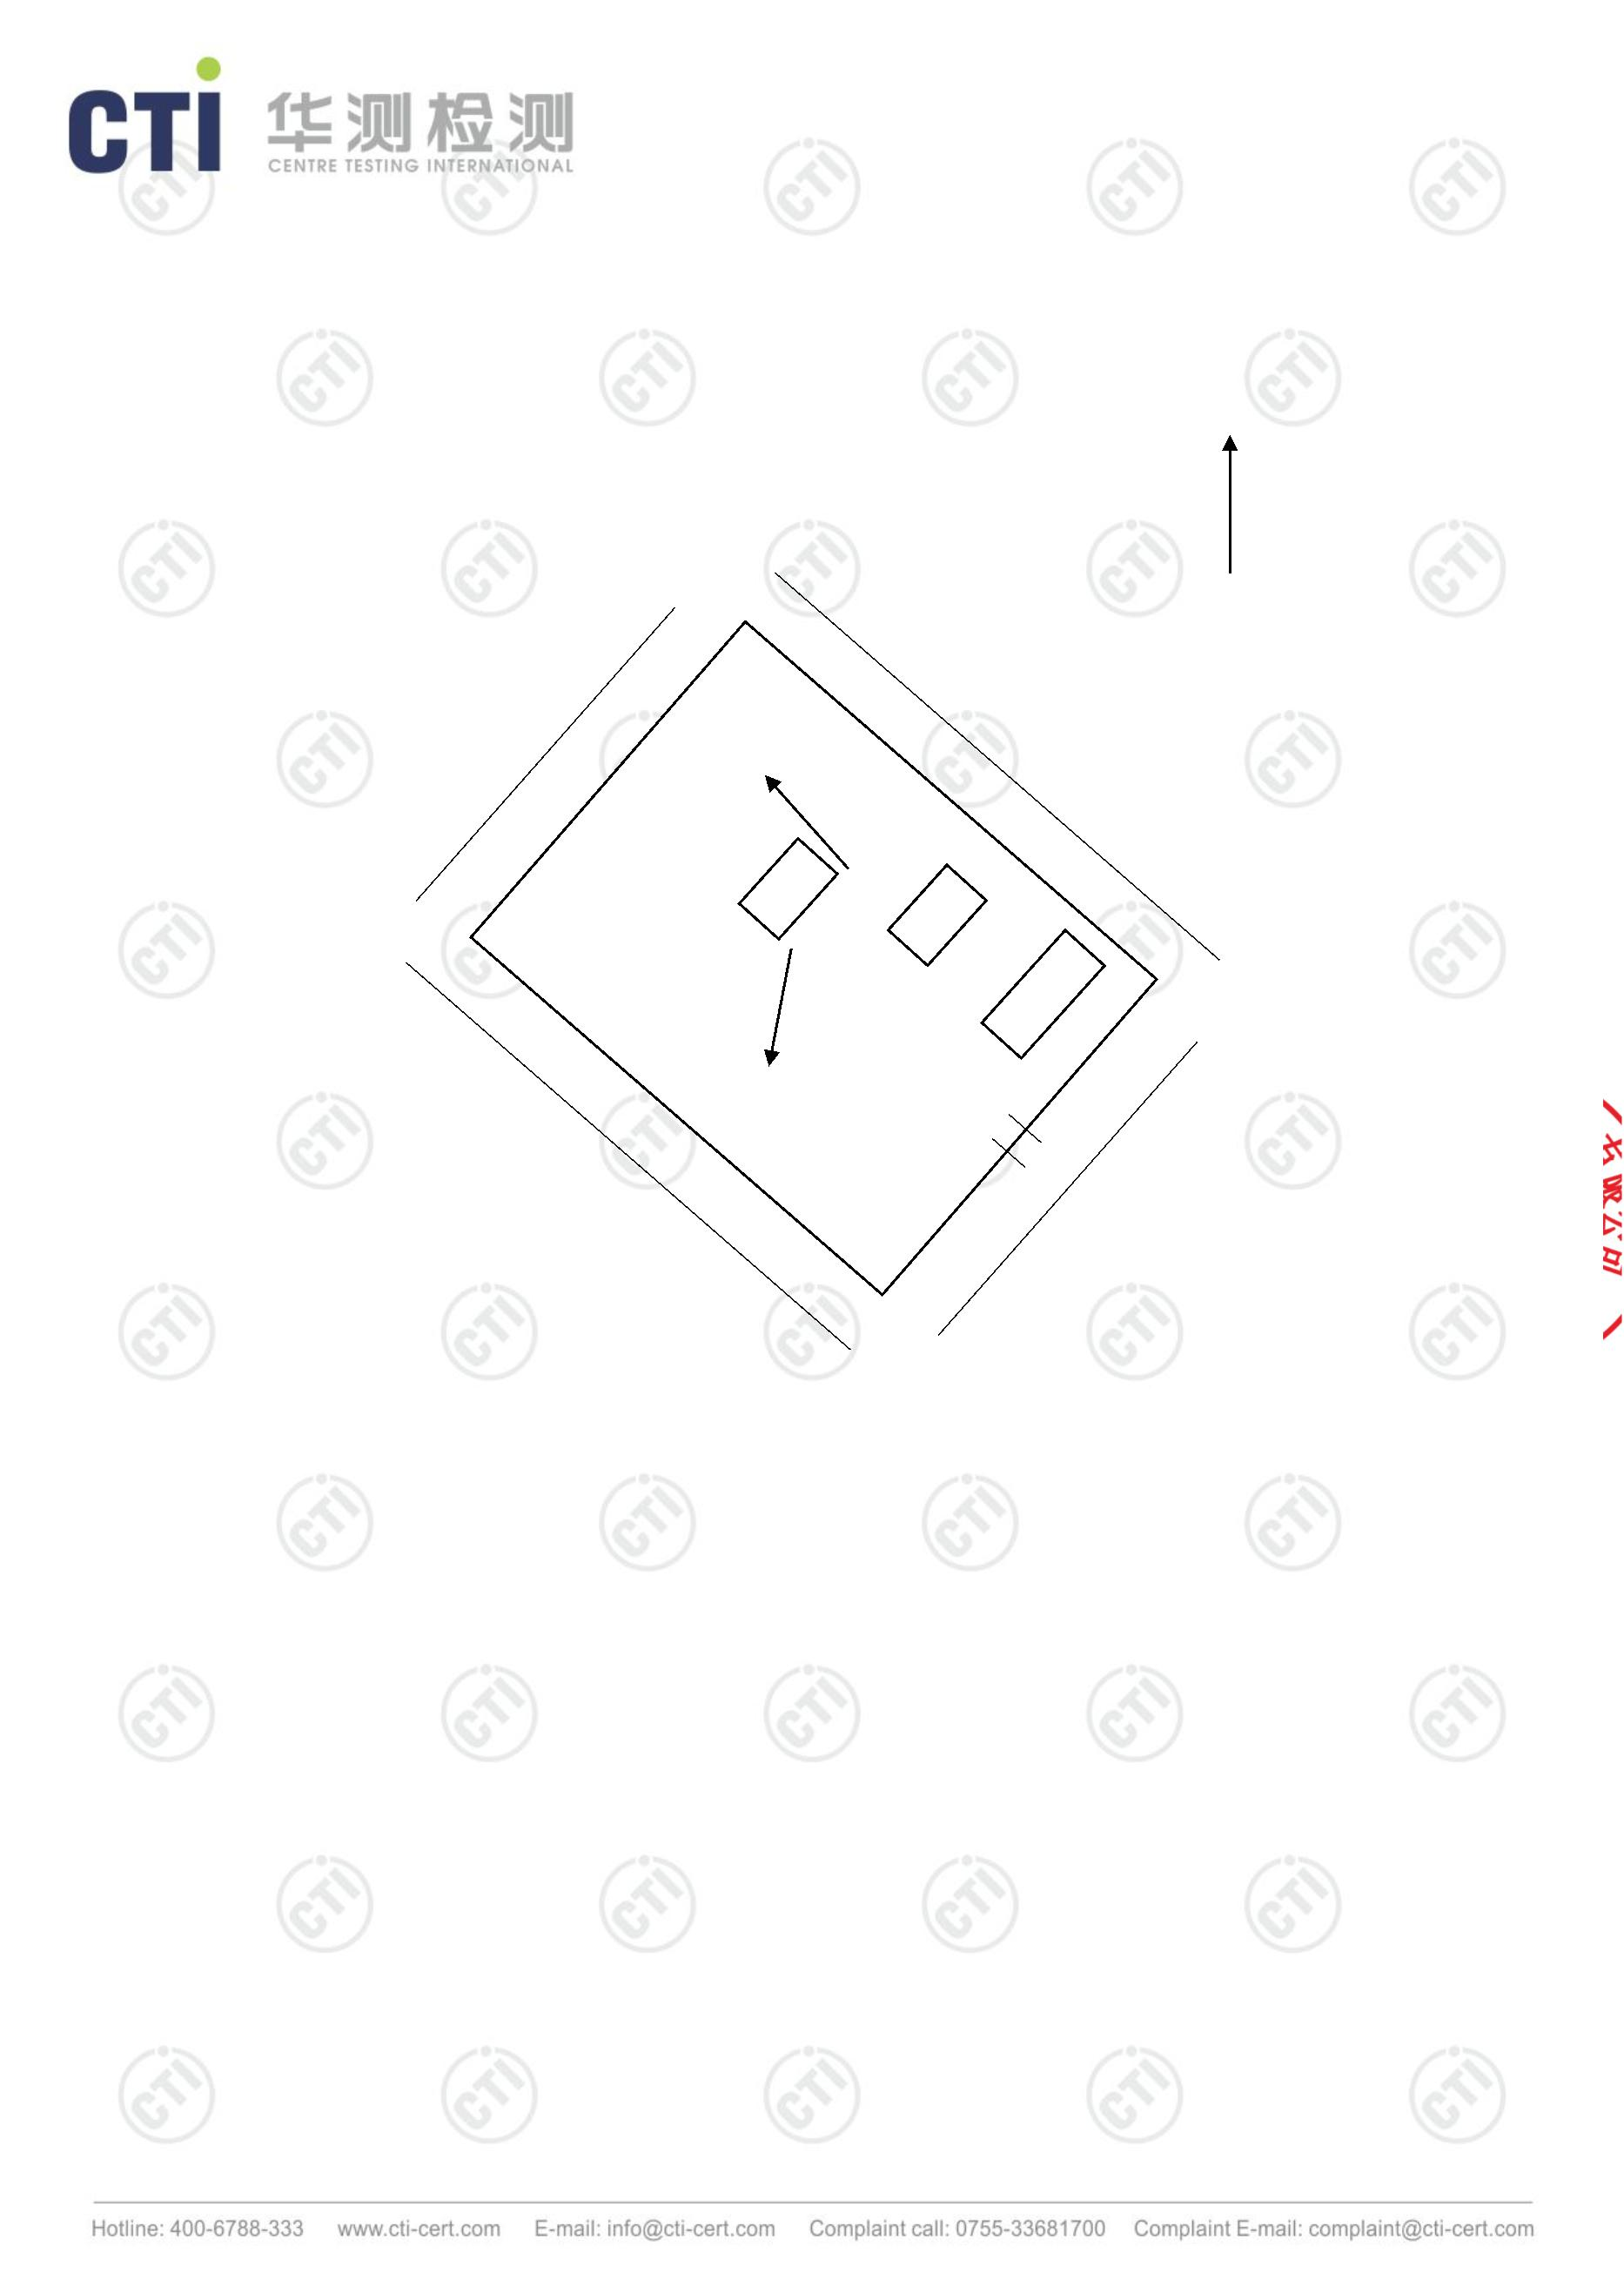 CTI 华测检测
CENTRE TESTING INTERNATIONAL
Hotline: 400-6788-333 www.cti-cert.com E-mail: info@cti-cert.com Complaint call: 0755-33681700 Complaint E-mail: complaint@cti-cert.com